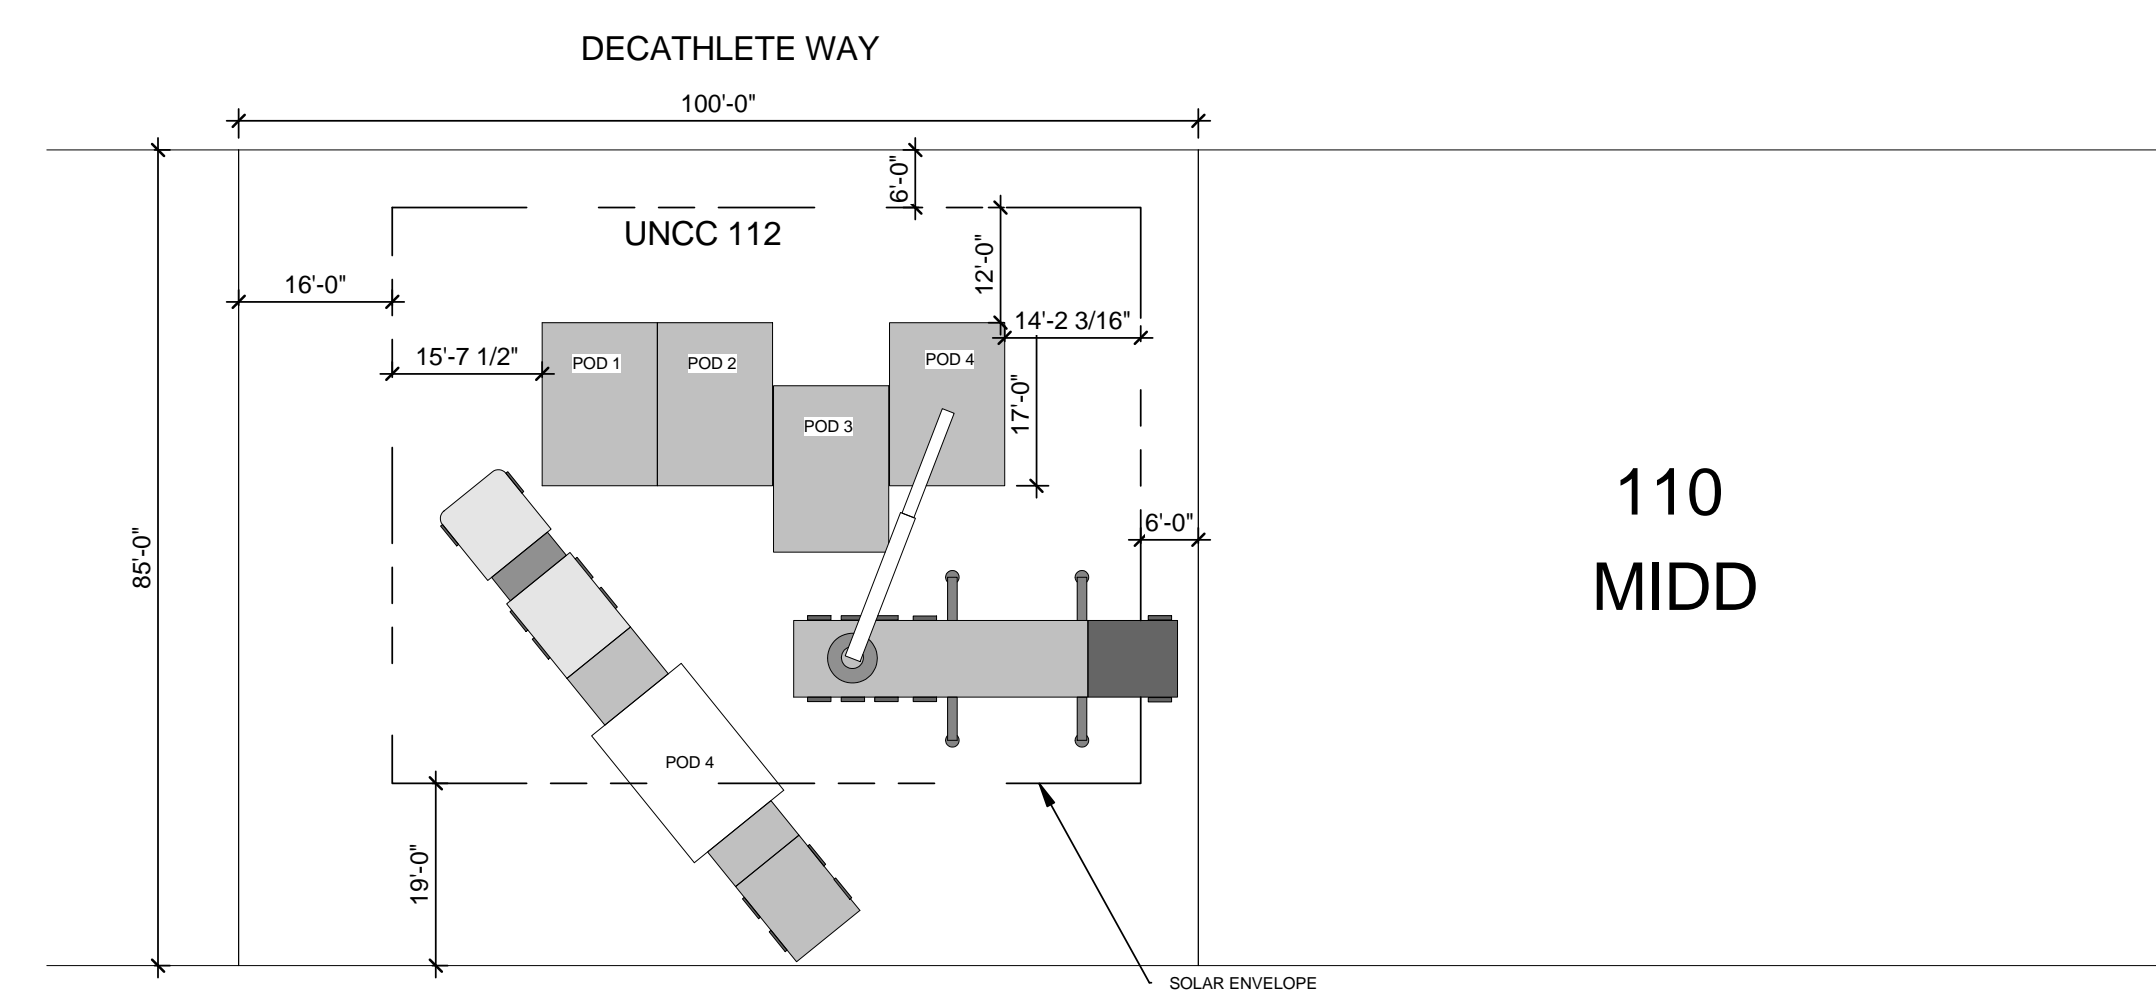 DECATHLETE WAY
100'-0"
6'-0"
UNCC 112
12'-0"
16'-0"
14'-2 3/16"
15'-7 1/2"
POD 1
POD 2
POD 4
17'-0"
POD 3
110
MIDD
6'-0"
85'-0"
POD 4
19'-0"
SOLAR ENVELOPE